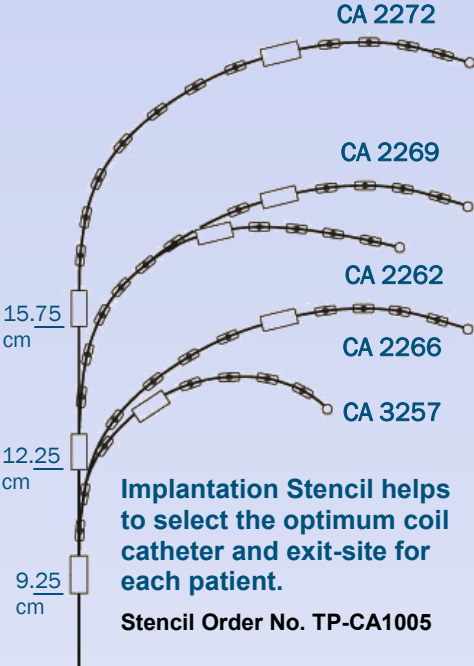 CA 2272
CA 2269
CA 2262
15.75
cm
CA 2266
CA 3257
12.25
cm
Implantation Stencil helps
to select the optimum coil
catheter and exit-site for
each patient.
9.25
cm
Stencil Order No. TP-CA1005